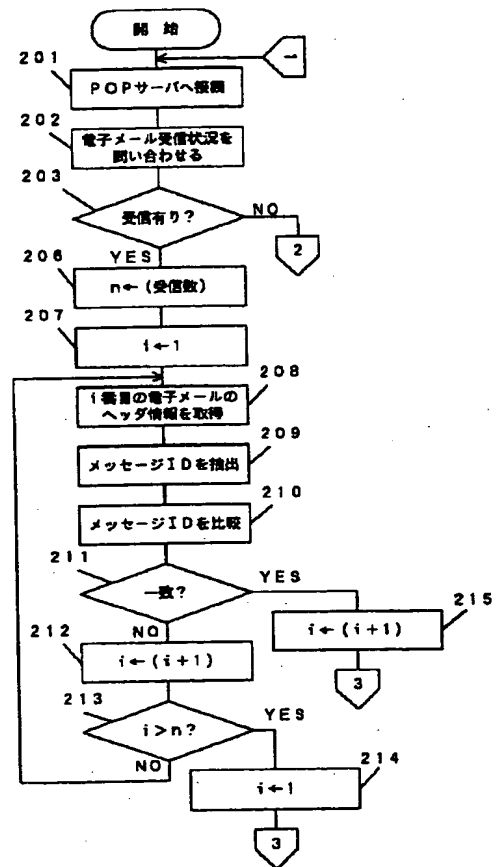 開始
1
201
POPサーバへ接続
202
電子メール受信状況を
問い合わせる
203
受信有り?
NO
2
YES
206
n←(受信数)
207
i←1
208
i番目の電子メールの
ヘッダ情報を取得
209
メッセージIDを抽出
210
メッセージIDを比較
211
一致?
YES
215
i←(i+1)
3
NO
212
i←(i+1)
213
i>n?
YES
NO
214
i←1
3